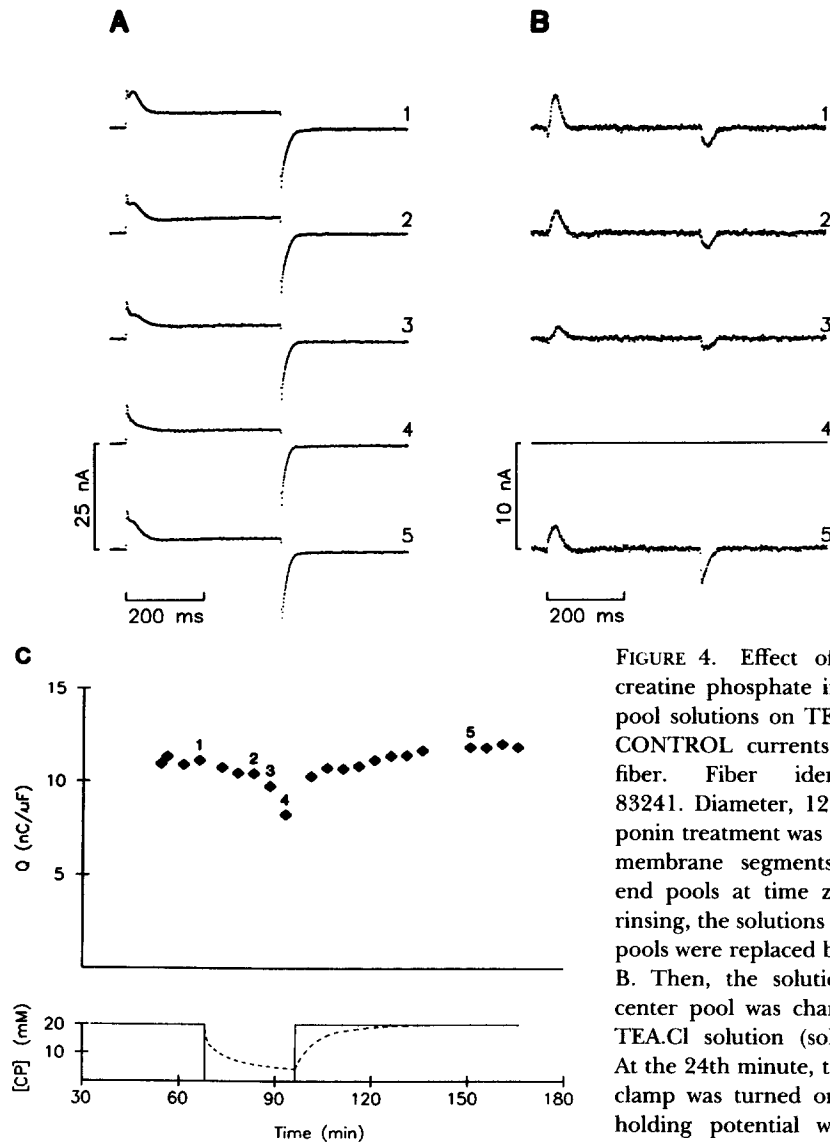 A
B
1
2
3
4
5
25 nA
200 ms
1
2
3
4
5
10 nA
200 ms
C
Q (nC/µF)
15
10
5
1
2
3
4
5
[CP] (mM)
20
10
30
60
90
120
150
180
Time (min)
FIGURE 4. Effect of
creatine phosphate i
pool solutions on TE
CONTROL currents
fiber. Fiber iden
83241. Diameter, 12
ponin treatment was
membrane segments
end pools at time z
rinsing, the solutions
pools were replaced b
B. Then, the soluti
center pool was char
TEA.Cl solution (sol
At the 24th minute, t
clamp was turned o
holding potential w